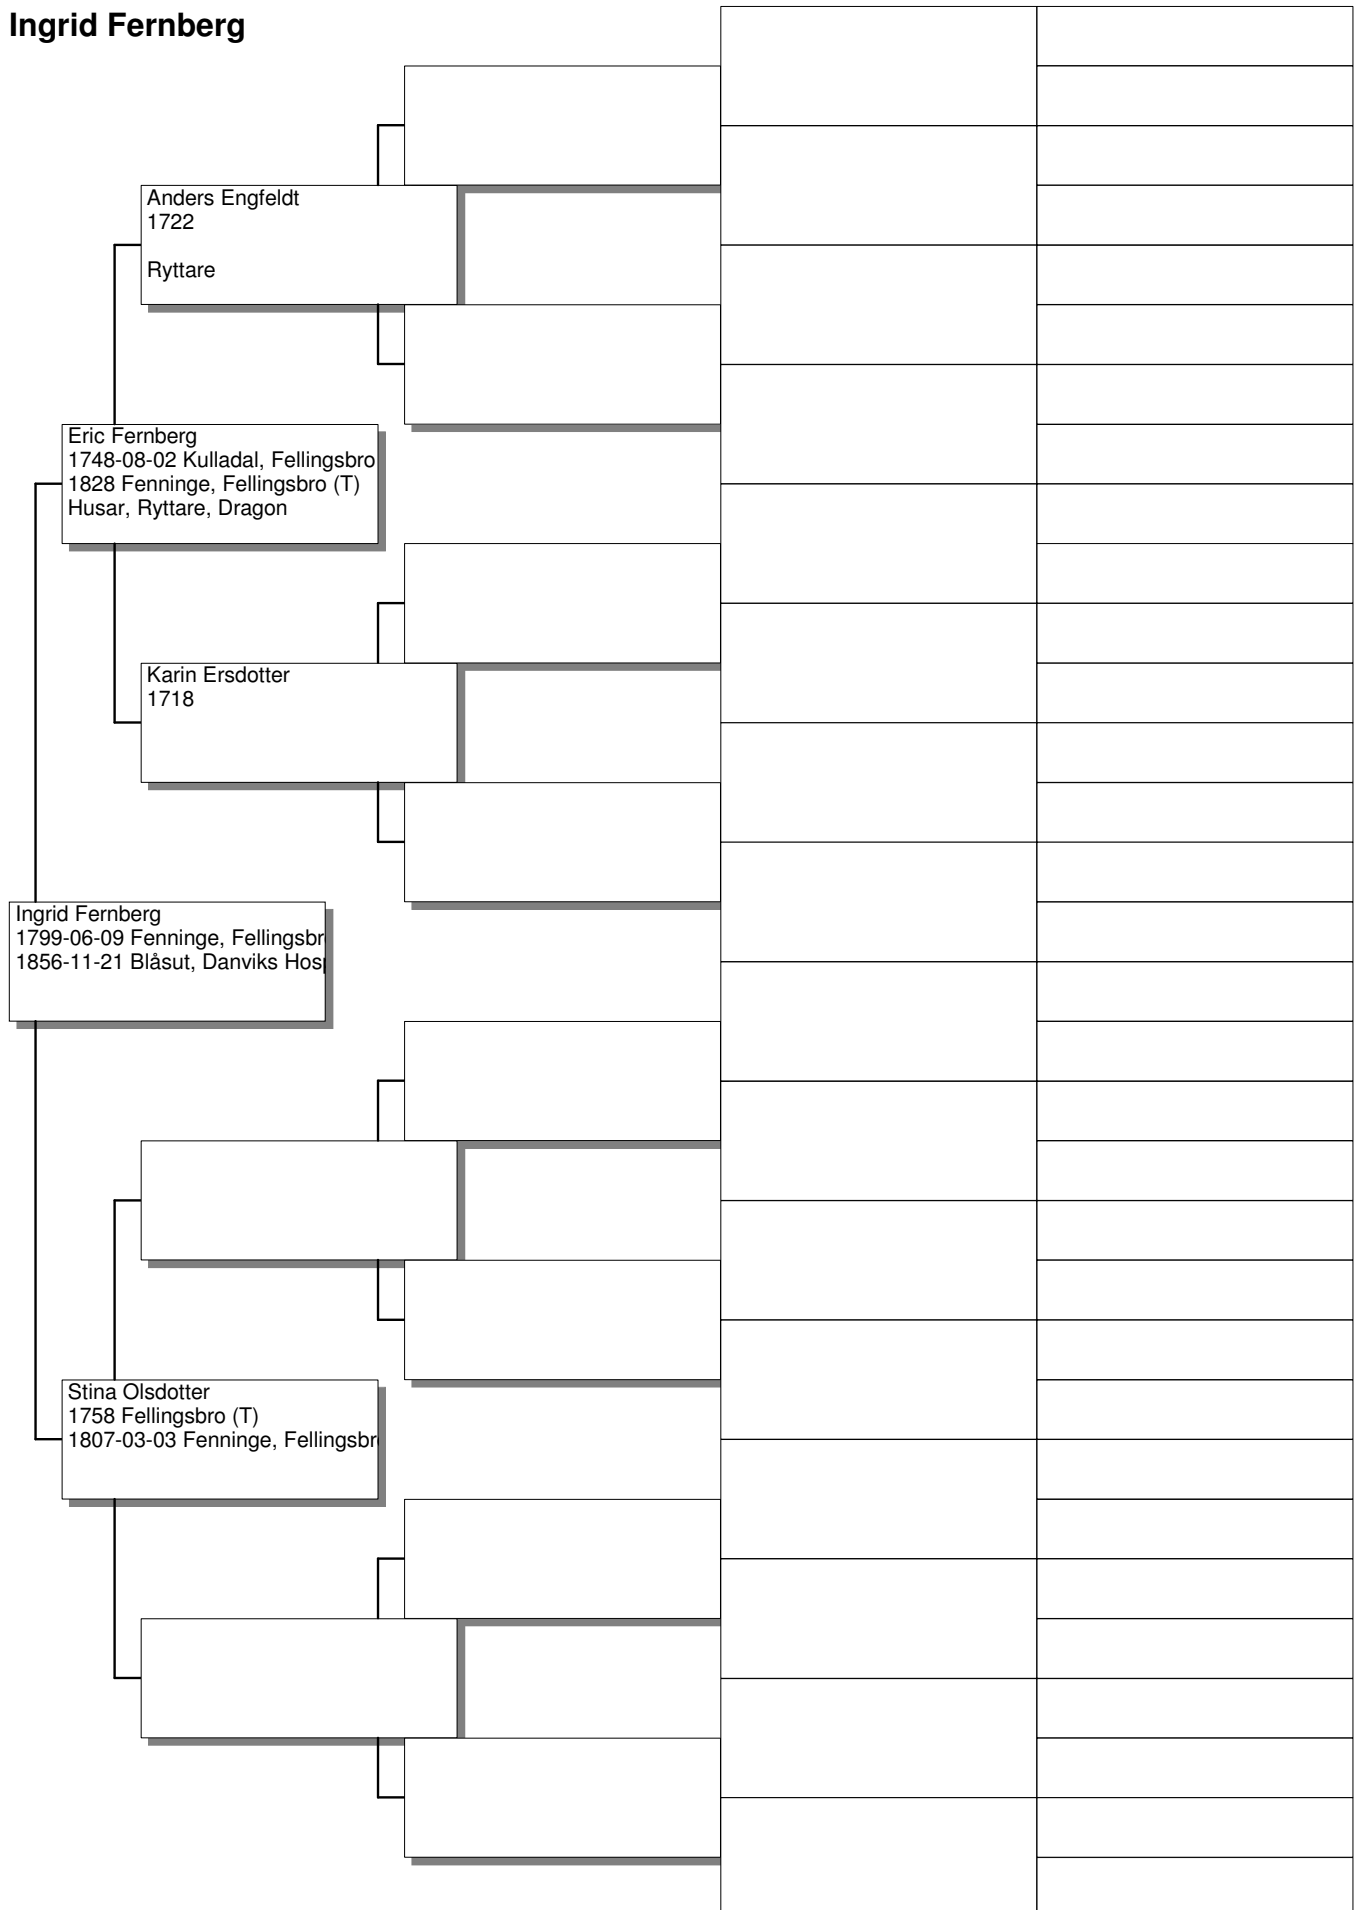 Ingrid Fernberg
Anders Engfeldt
1722
Ryttare
Eric Fernberg
1748-08-02 Kulladal, Fellingsbro
1828 Fenninge, Fellingsbro (T)
Husar, Ryttare, Dragon
Karin Ersdotter
1718
Ingrid Fernberg
1799-06-09 Fenninge, Fellingsbr
1856-11-21 Blåsut, Danviks Hosp
Stina Olsdotter
1758 Fellingsbro (T)
1807-03-03 Fenninge, Fellingsbr